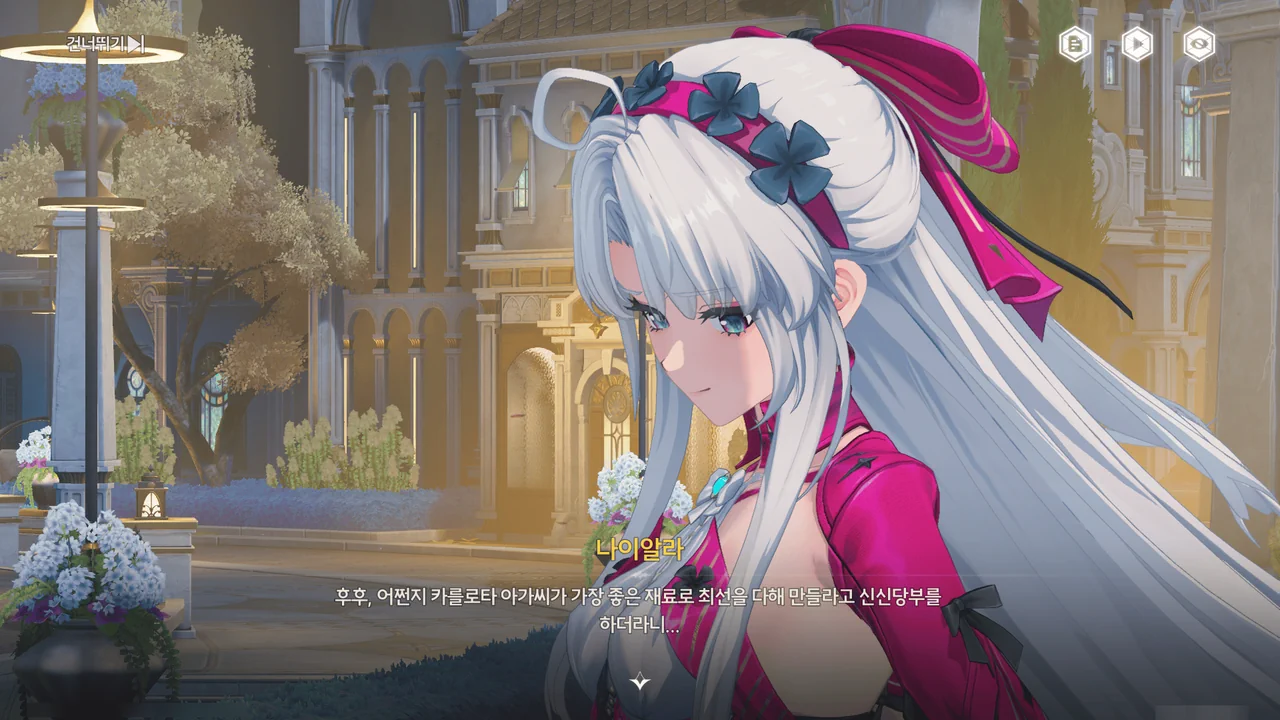 건너뛰기
나이알라
후후, 어쩐지 카를로타 아가씨가 가장 좋은 재료로 최선을 다해 만들라고 신신당부를
하더라니...